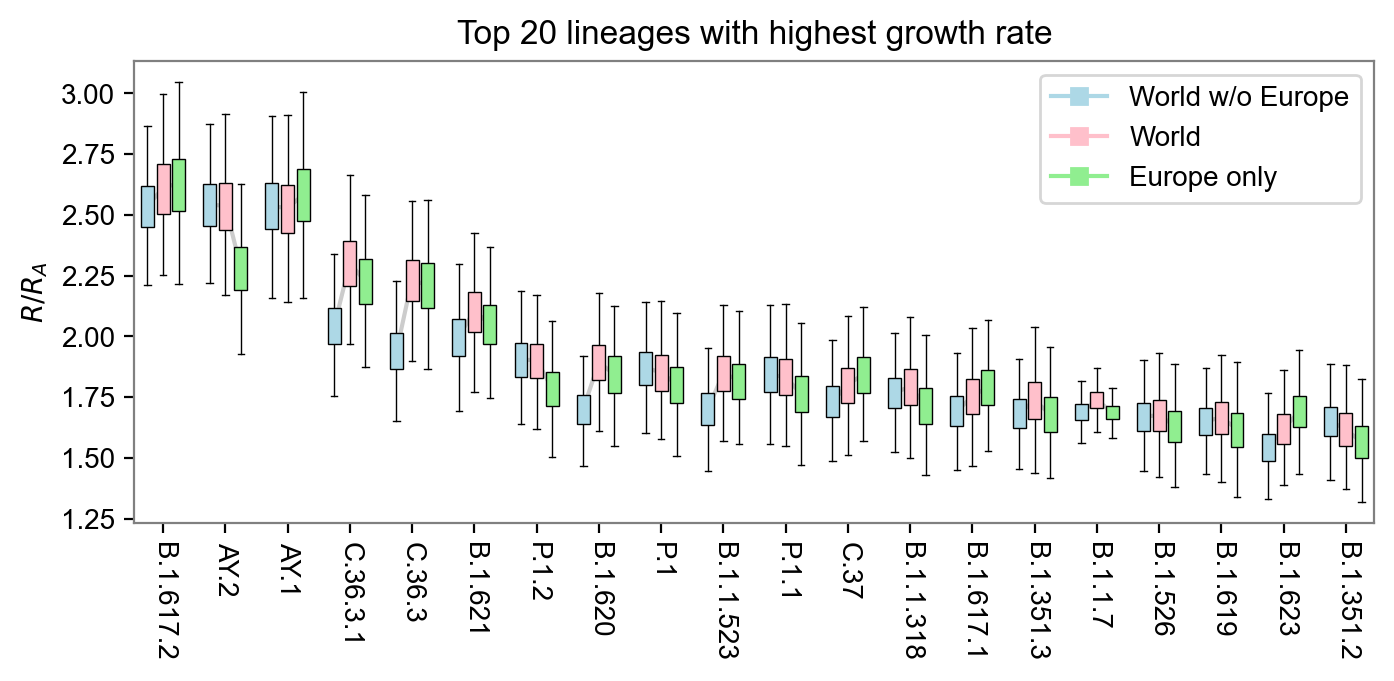 Top 20 lineages with highest growth rate
World w/o Europe
World
Europe only
R/R_A
3.00
2.75
2.50
2.25
2.00
1.75
1.50
1.25
B.1.617.2
AY.2
AY.1
C.36.3.1
C.36.3
B.1.621
P.1.2
B.1.620
P.1
B.1.1.523
P.1.1
C.37
B.1.1.318
B.1.617.1
B.1.351.3
B.1.1.7
B.1.526
B.1.619
B.1.623
B.1.351.2